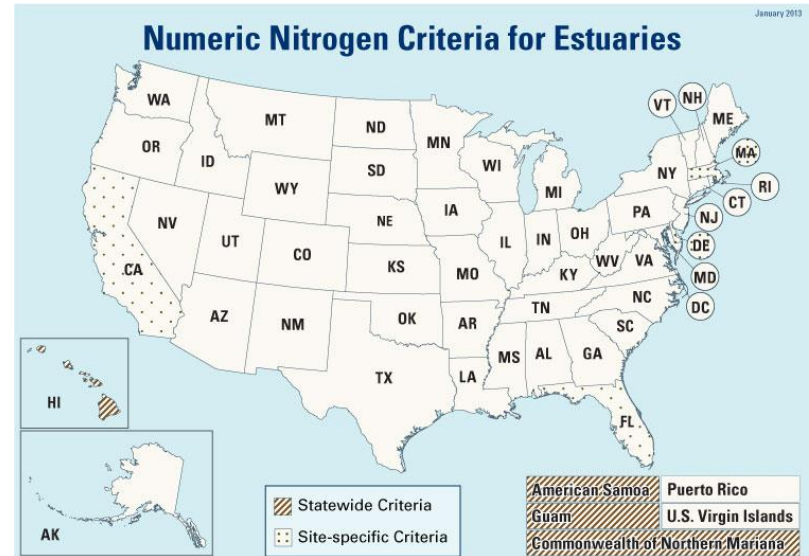 January 2013
Numeric Nitrogen Criteria for Estuaries
WA
MT
ND
MN
VT
NH
ME
OR
ID
SD
WI
MI
NY
MA
WY
RI
CT
NV
NE
IA
PA
NJ
UT
CO
IL
IN
OH
DE
CA
KS
MO
WV
VA
MD
KY
DC
AZ
NM
OK
AR
TN
NC
SC
TX
LA
MS
AL
GA
FL
HI
AK
Statewide Criteria
Site-specific Criteria
American Samoa
Puerto Rico
Guam
U.S. Virgin Islands
Commonwealth of Northern Mariana